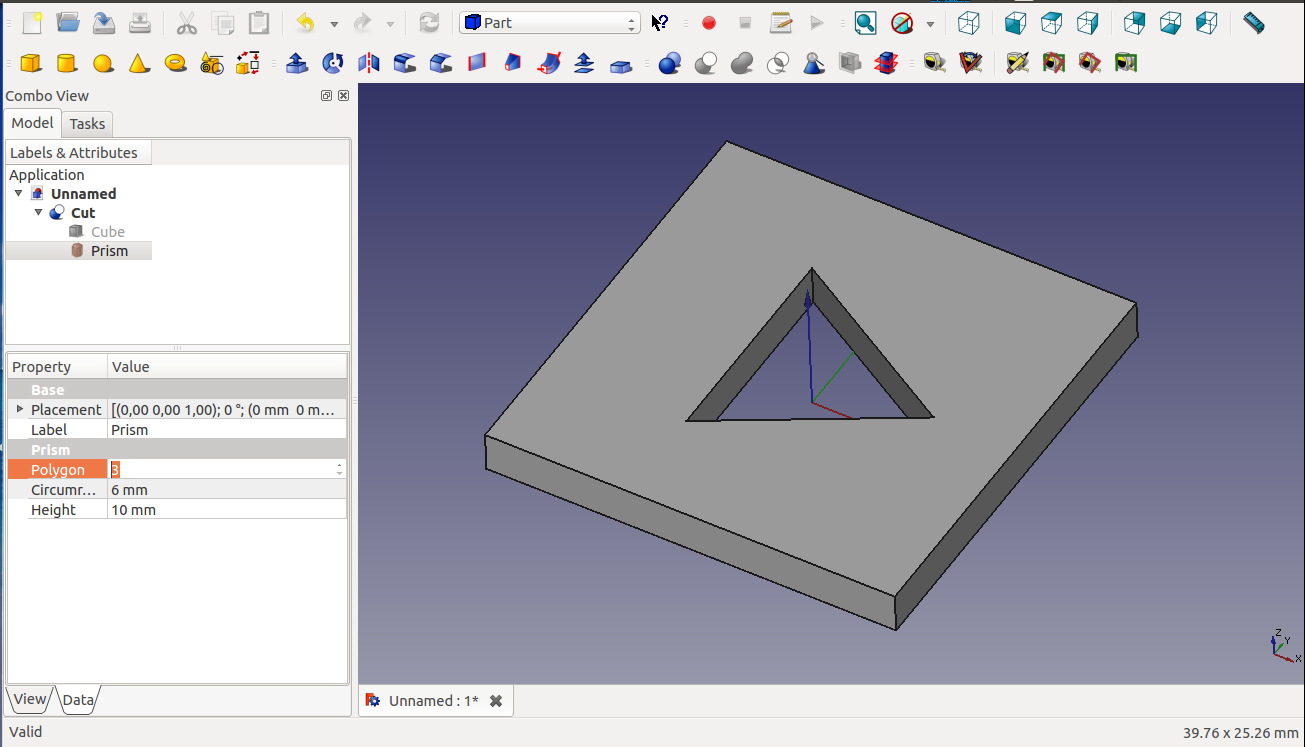 Part
Combo View
Model Tasks
Labels & Attributes
Application
Unnamed
Cut
Cube
Prism
Property Value
Base
Placement [(0,00 0,00 1,00); 0 °; (0 mm 0 m...
Label Prism
Prism
Polygon 3
Circumr... 6 mm
Height 10 mm
Z
Y
X
View Data
Unnamed : 1*
Valid
39.76 x 25.26 mm